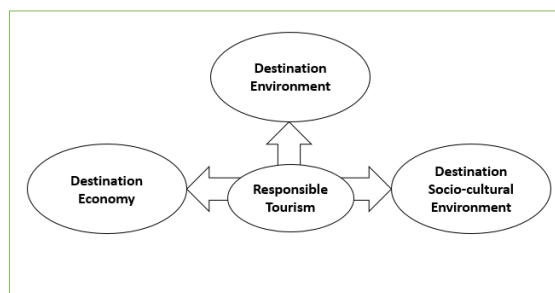 Destination
Environment
Destination
Economy
Responsible
Tourism
Destination
Socio-cultural
Environment